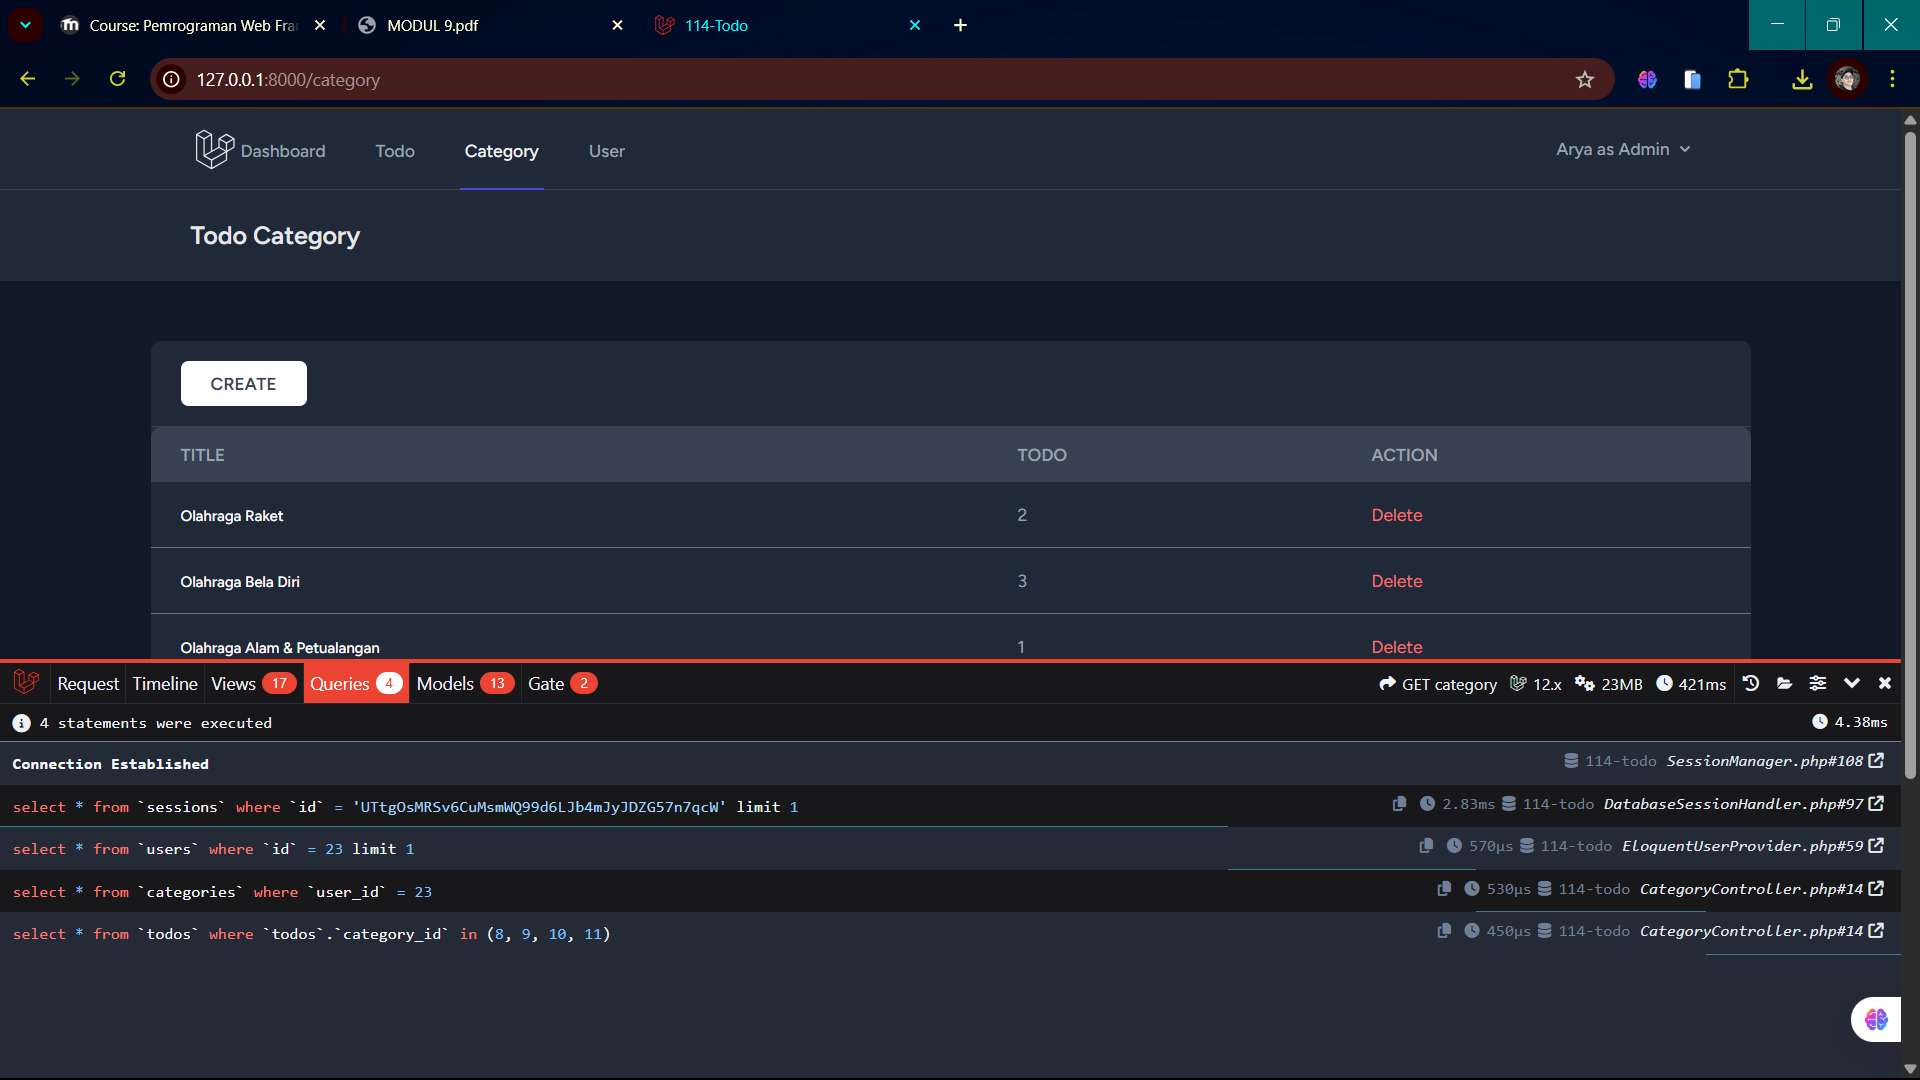 Course: Pemrograman Web Fra
MODUL 9.pdf
114-Todo
127.0.0.1:8000/category
Dashboard
Todo
Category
User
Arya as Admin
Todo Category
CREATE
TITLE TODO ACTION
Olahraga Raket 2 Delete
Olahraga Bela Diri 3 Delete
Olahraga Alam & Petualangan 1 Delete
Request Timeline Views 17 Queries 4 Models 13 Gate 2 GET category 12.x 23MB 421ms
4 statements were executed 4.38ms
Connection Established 114-todo SessionManager.php#108
select * from `sessions` where `id` = 'UTtgOsMRSv6CuMsmWQ99d6LJb4mJyJDZG57n7qcW' limit 1 2.83ms 114-todo DatabaseSessionHandler.php#97
select * from `users` where `id` = 23 limit 1 570μs 114-todo EloquentUserProvider.php#59
select * from `categories` where `user_id` = 23 530μs 114-todo CategoryController.php#14
select * from `todos` where `todos`.`category_id` in (8, 9, 10, 11) 450μs 114-todo CategoryController.php#14